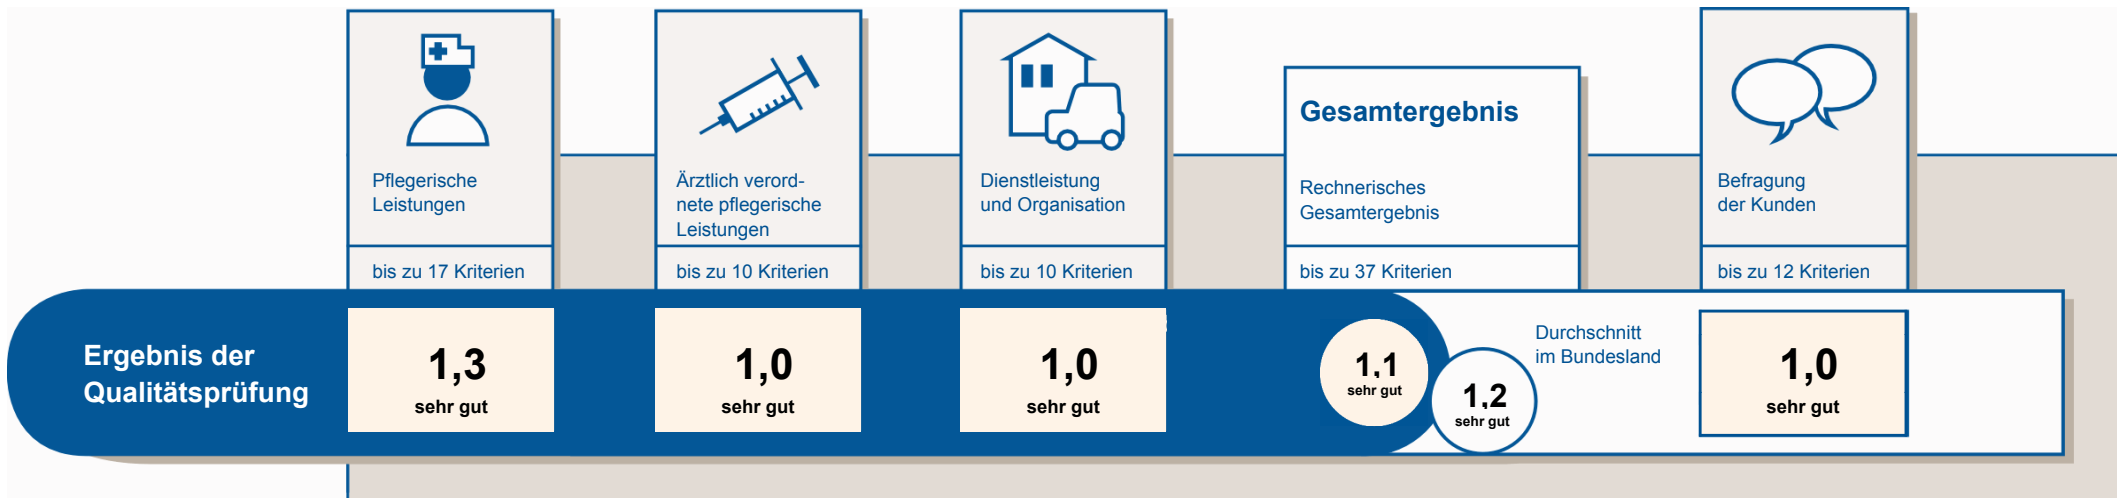 Pflegerische
Leistungen
bis zu 17 Kriterien
Ärztlich verord-
nete pflegerische
Leistungen
bis zu 10 Kriterien
Dienstleistung
und Organisation
bis zu 10 Kriterien
Gesamtergebnis
Rechnerisches
Gesamtergebnis
bis zu 37 Kriterien
Befragung
der Kunden
bis zu 12 Kriterien
Ergebnis der
Qualitätsprüfung
1,3
sehr gut
1,0
sehr gut
1,0
sehr gut
1,1
sehr gut
1,2
sehr gut
Durchschnitt
im Bundesland
1,0
sehr gut